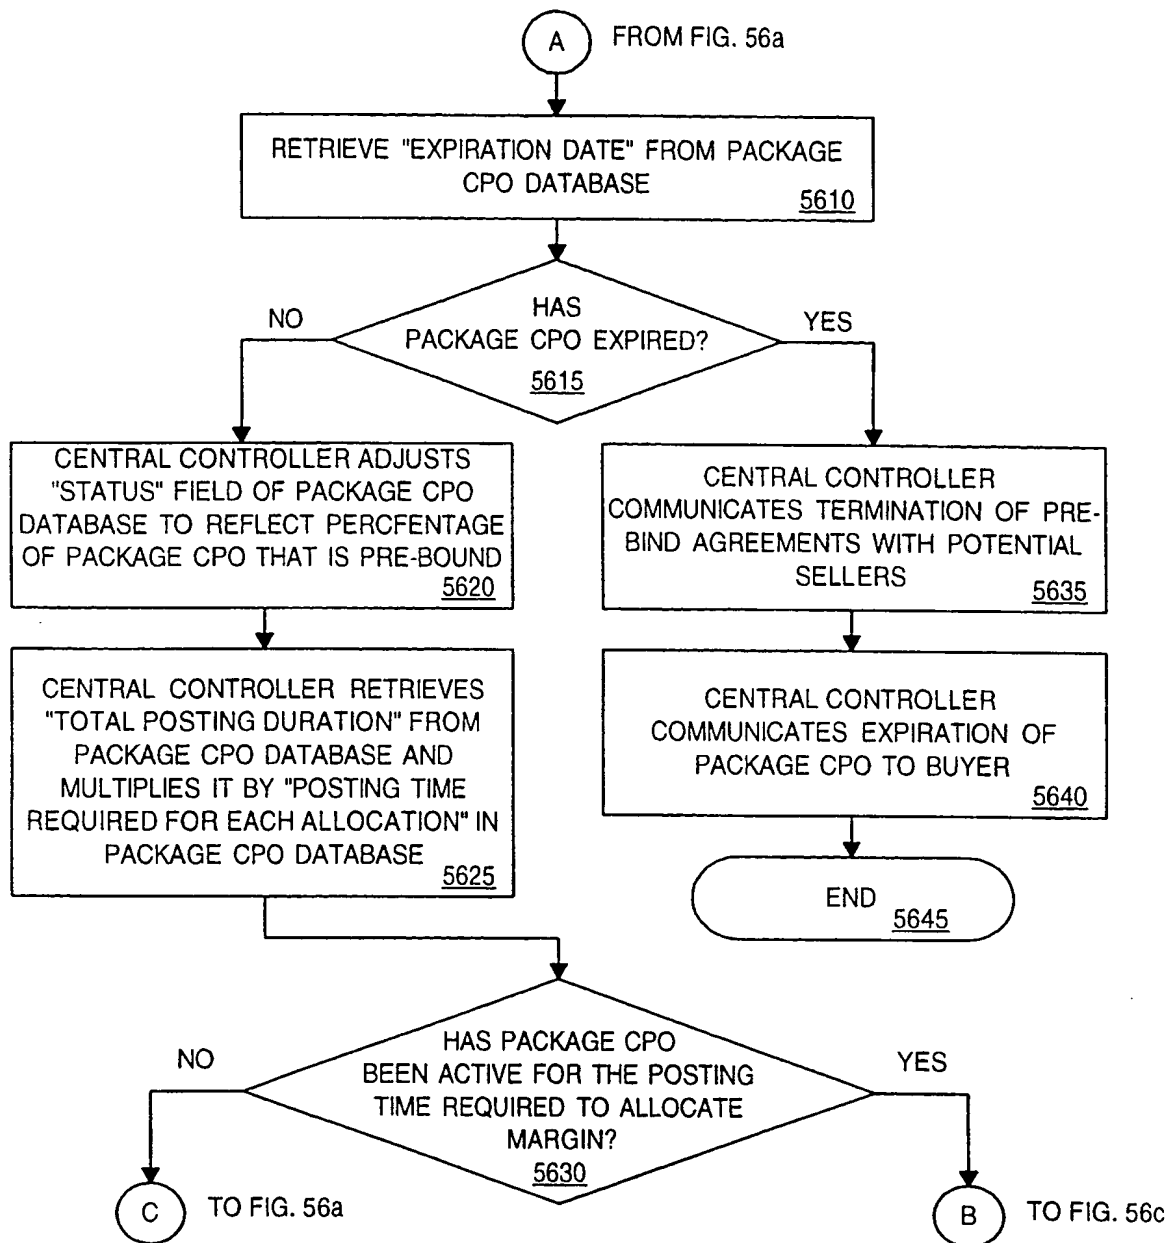 A
FROM FIG. 56a
RETRIEVE "EXPIRATION DATE" FROM PACKAGE
CPO DATABASE
5610
HAS
PACKAGE CPO EXPIRED?
5615
NO
YES
CENTRAL CONTROLLER ADJUSTS
"STATUS" FIELD OF PACKAGE CPO
DATABASE TO REFLECT PERCFENTAGE
OF PACKAGE CPO THAT IS PRE-BOUND
5620
CENTRAL CONTROLLER
COMMUNICATES TERMINATION OF PRE-
BIND AGREEMENTS WITH POTENTIAL
SELLERS
5635
CENTRAL CONTROLLER RETRIEVES
"TOTAL POSTING DURATION" FROM
PACKAGE CPO DATABASE AND
MULTIPLIES IT BY "POSTING TIME
REQUIRED FOR EACH ALLOCATION" IN
PACKAGE CPO DATABASE
5625
CENTRAL CONTROLLER
COMMUNICATES EXPIRATION OF
PACKAGE CPO TO BUYER
5640
END
5645
HAS PACKAGE CPO
BEEN ACTIVE FOR THE POSTING
TIME REQUIRED TO ALLOCATE
MARGIN?
5630
NO
YES
C
TO FIG. 56a
B
TO FIG. 56c